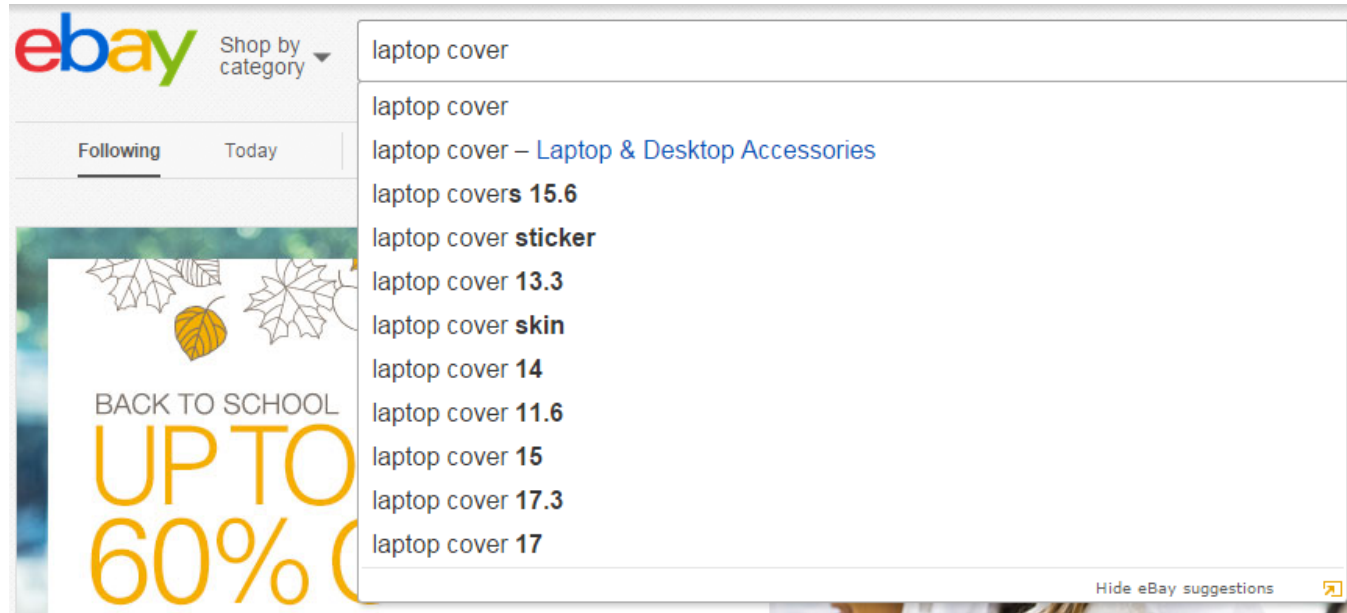 ebay
Shop by
category
laptop cover
laptop cover
laptop cover – Laptop & Desktop Accessories
laptop covers 15.6
laptop cover sticker
laptop cover 13.3
laptop cover skin
laptop cover 14
laptop cover 11.6
laptop cover 15
laptop cover 17.3
laptop cover 17
Hide eBay suggestions
Following
Today
BACK TO SCHOOL
UP TO
60%